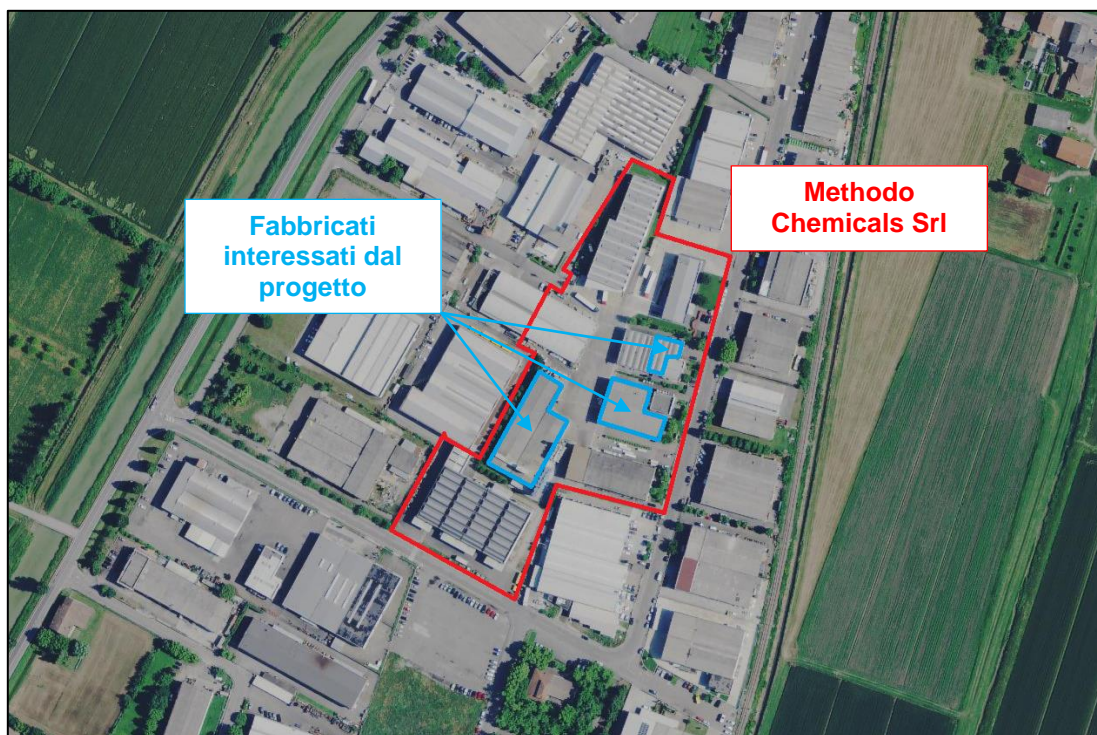 Fabbricati
interessati dal
progetto
Methodo
Chemicals Srl